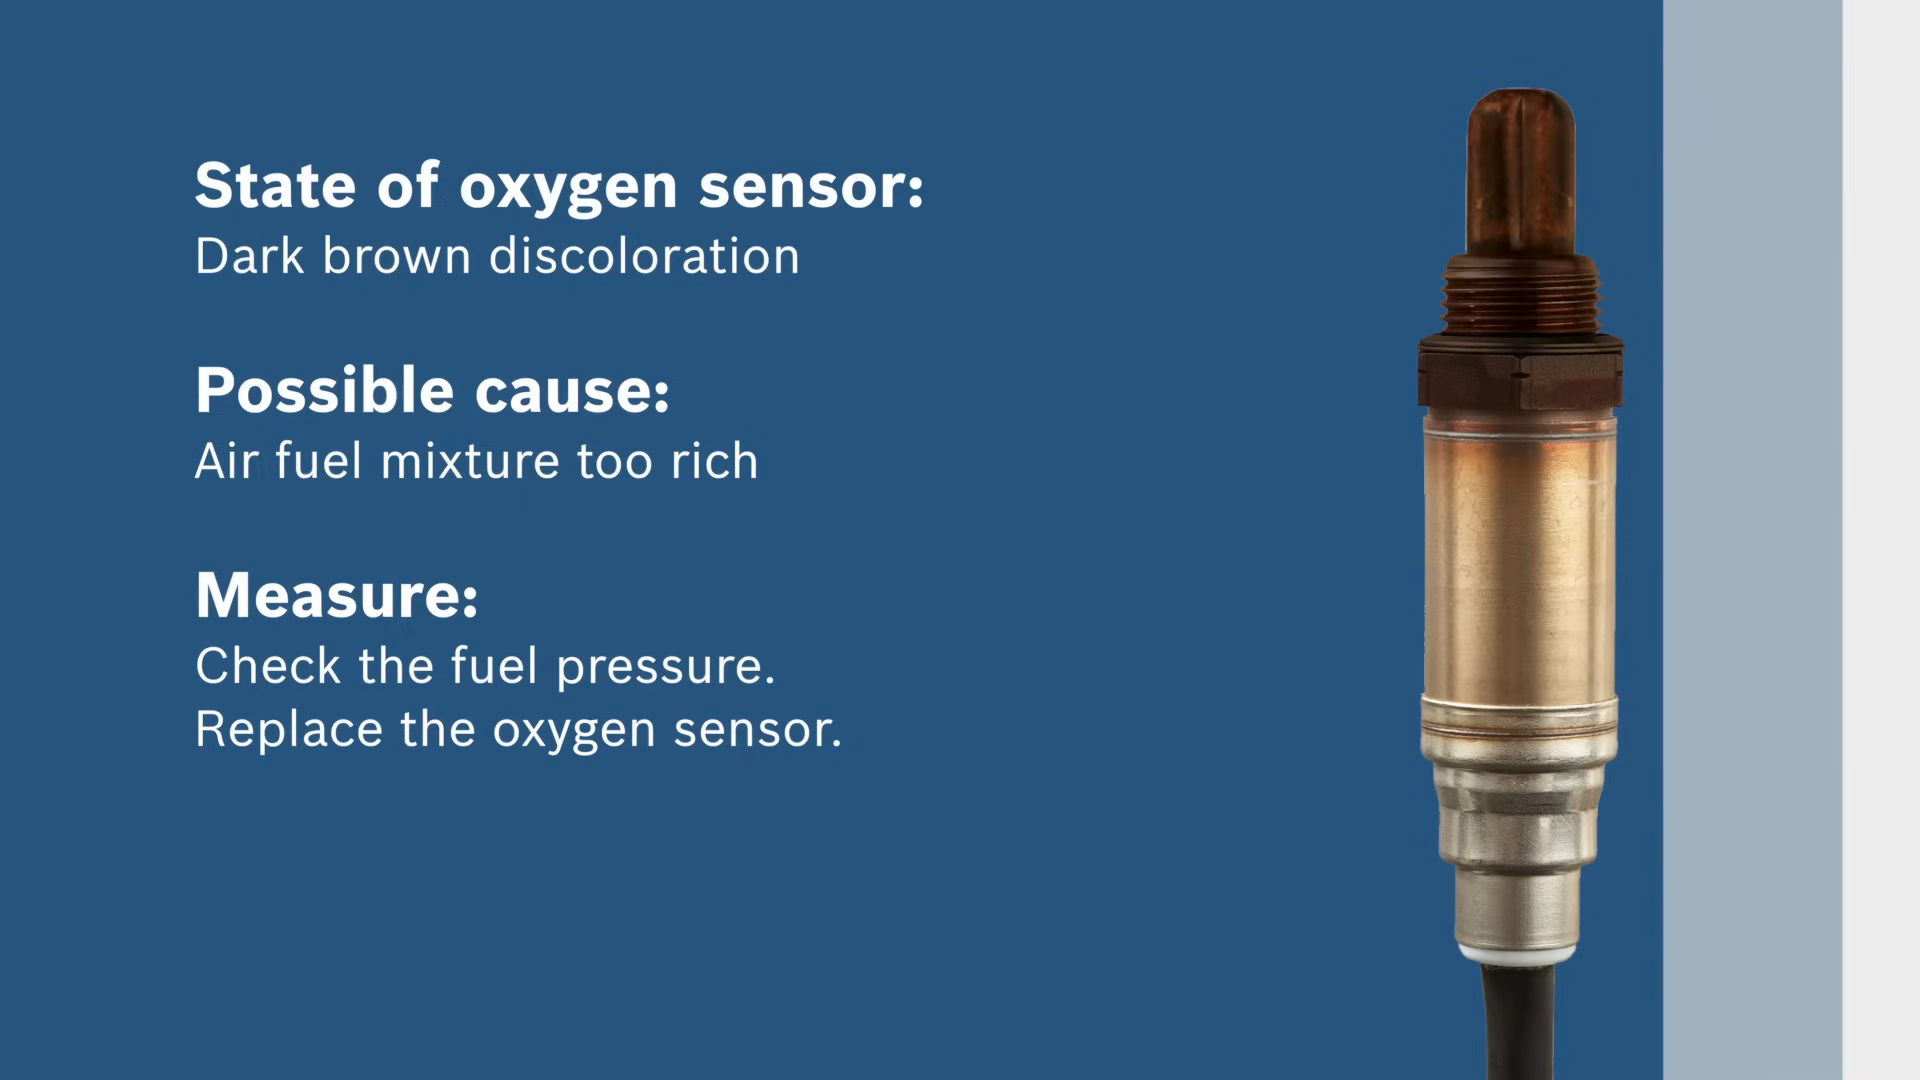 State of oxygen sensor:
Dark brown discoloration
Possible cause:
Air fuel mixture too rich
Measure:
Check the fuel pressure.
Replace the oxygen sensor.